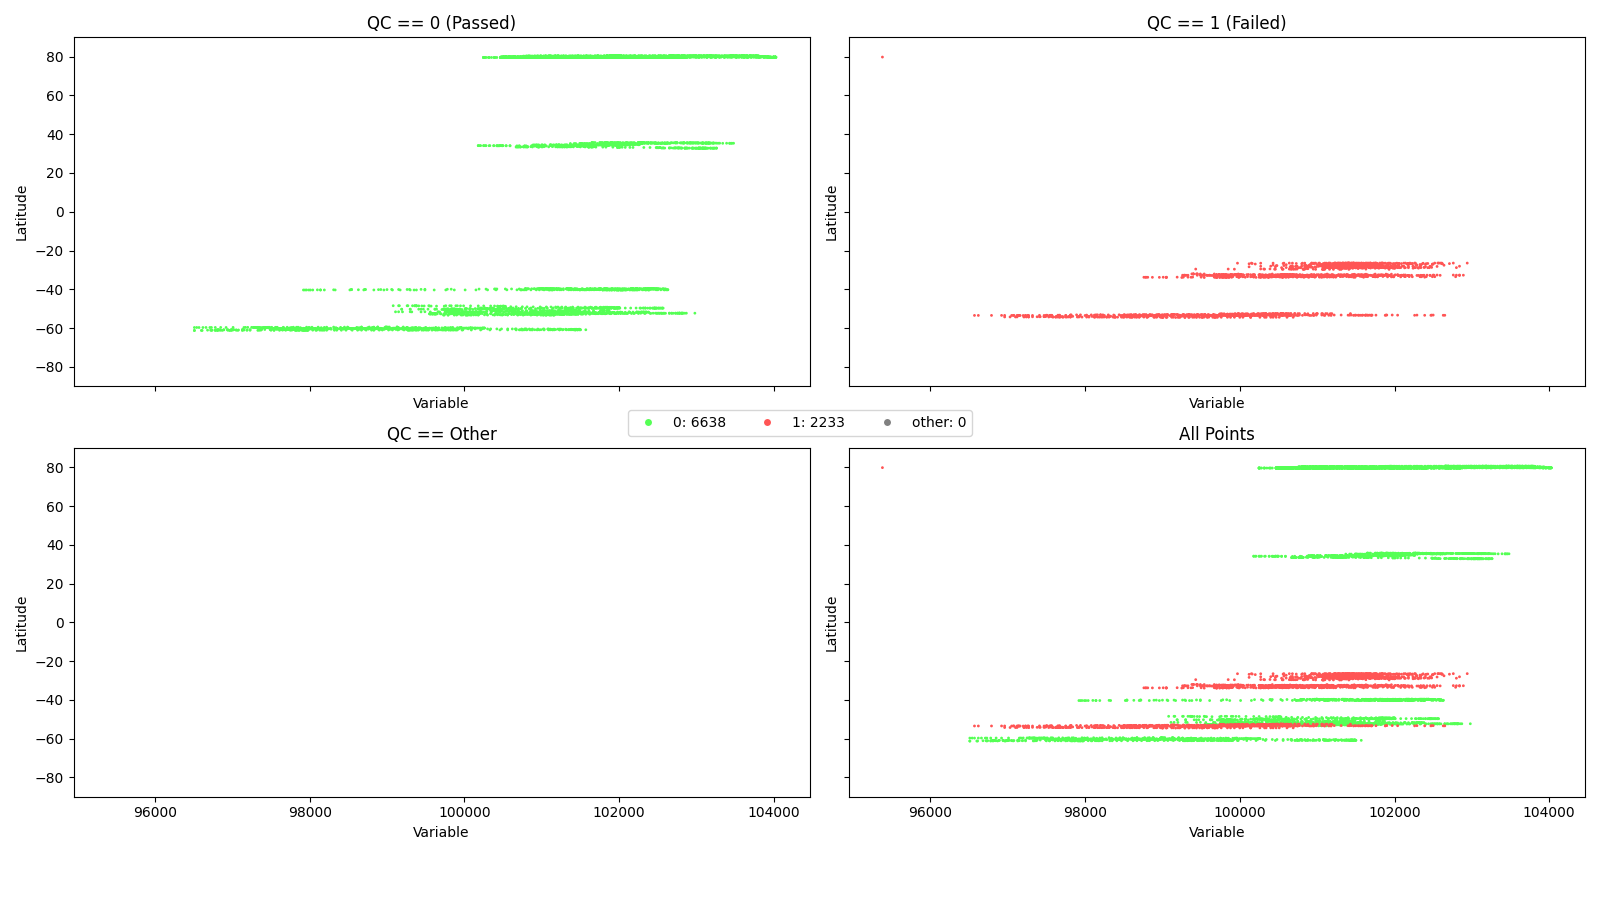 QC == 0 (Passed)
80
60
40
20
0
−20
−40
−60
−80
Latitude
Variable
QC == 1 (Failed)
Latitude
Variable
0: 6638
1: 2233
other: 0
QC == Other
80
60
40
20
0
−20
−40
−60
−80
Latitude
96000
98000
100000
102000
104000
Variable
All Points
Latitude
96000
98000
100000
102000
104000
Variable